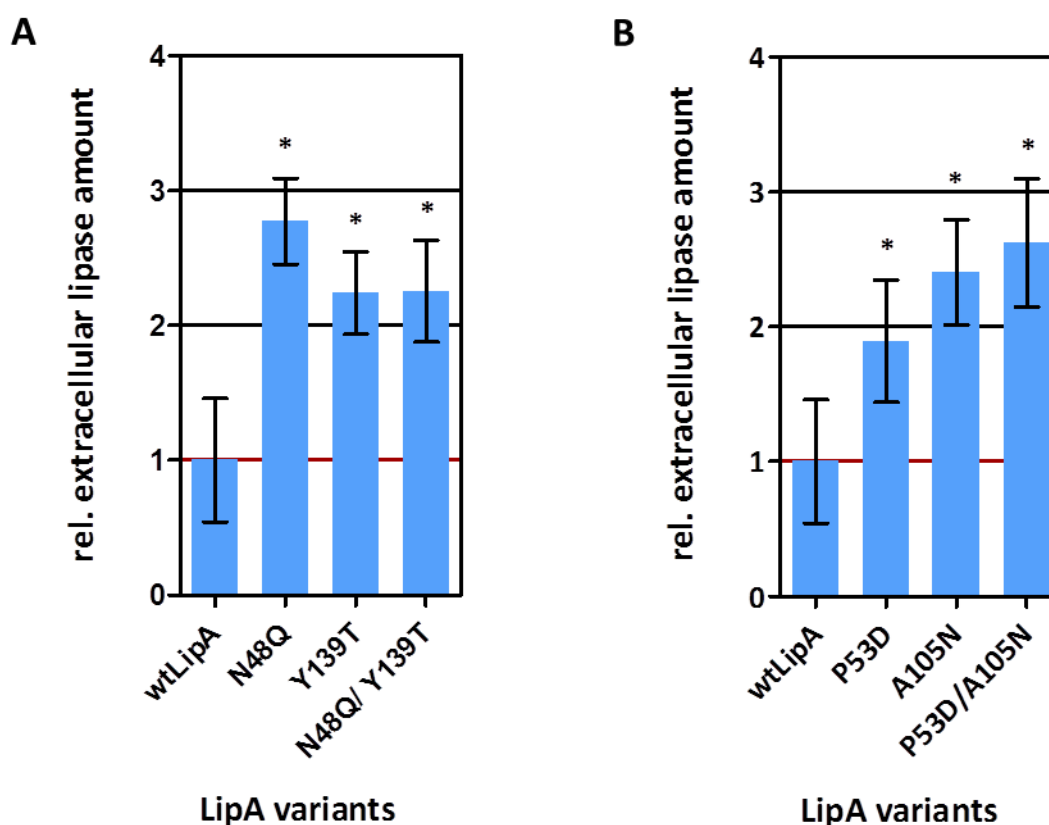 A
rel. extracellular lipase amount
4
3
2
1
0
*
*
*
wtLipA
N48Q
Y139T
N48Q/ Y139T
LipA variants
B
rel. extracellular lipase amount
4
3
2
1
0
*
*
*
wtLipA
P53D
A105N
P53D/A105N
LipA variants